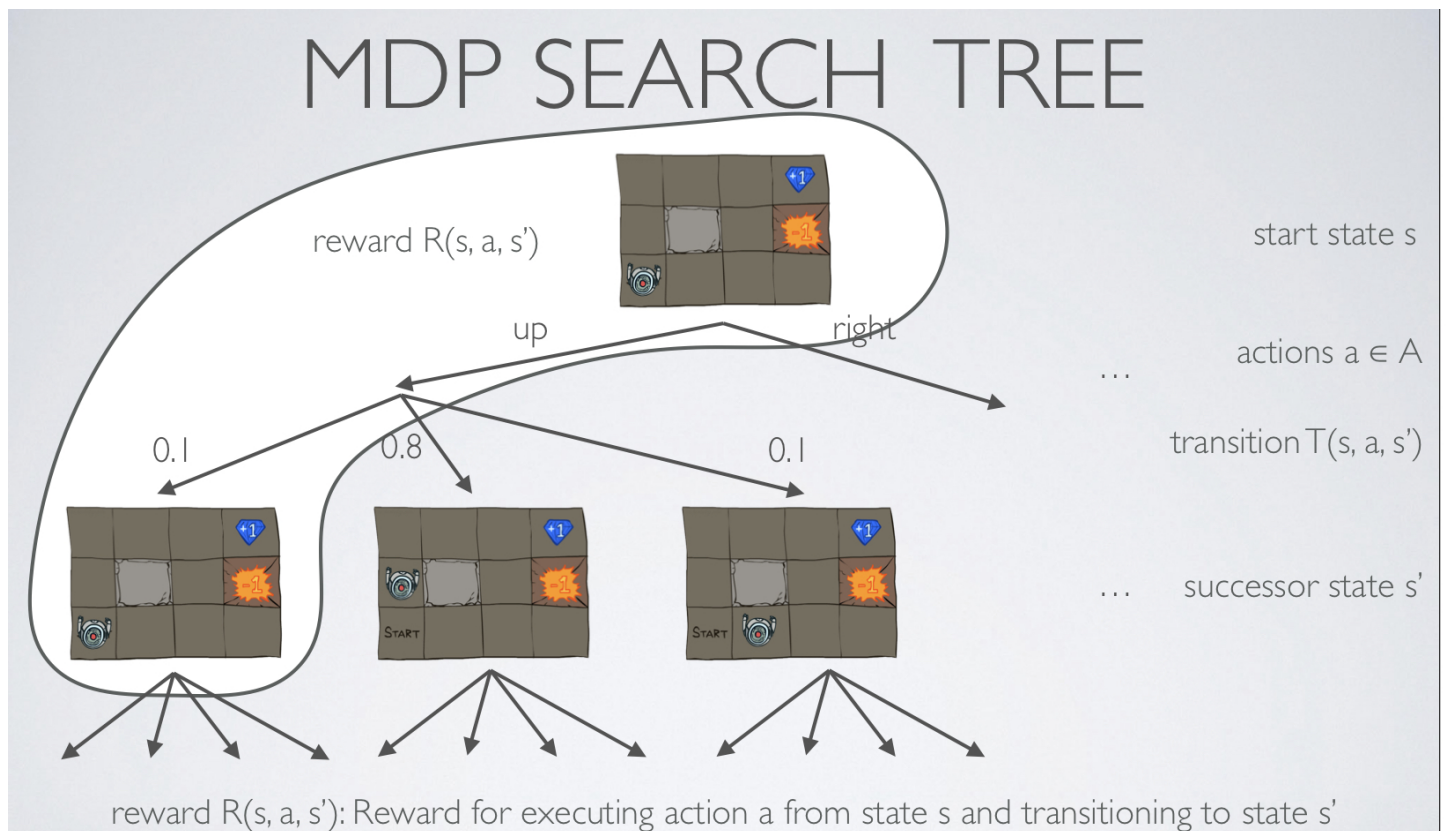 MDP SEARCH TREE
+1
reward R(s, a, s’)
-1
start state s
up
right
actions a ∈ A
...
0.1
0.8
0.1
transition T(s, a, s’)
+1
+1
+1
-1
-1
-1
...
successor state s’
START
START
reward R(s, a, s’): Reward for executing action a from state s and transitioning to state s’